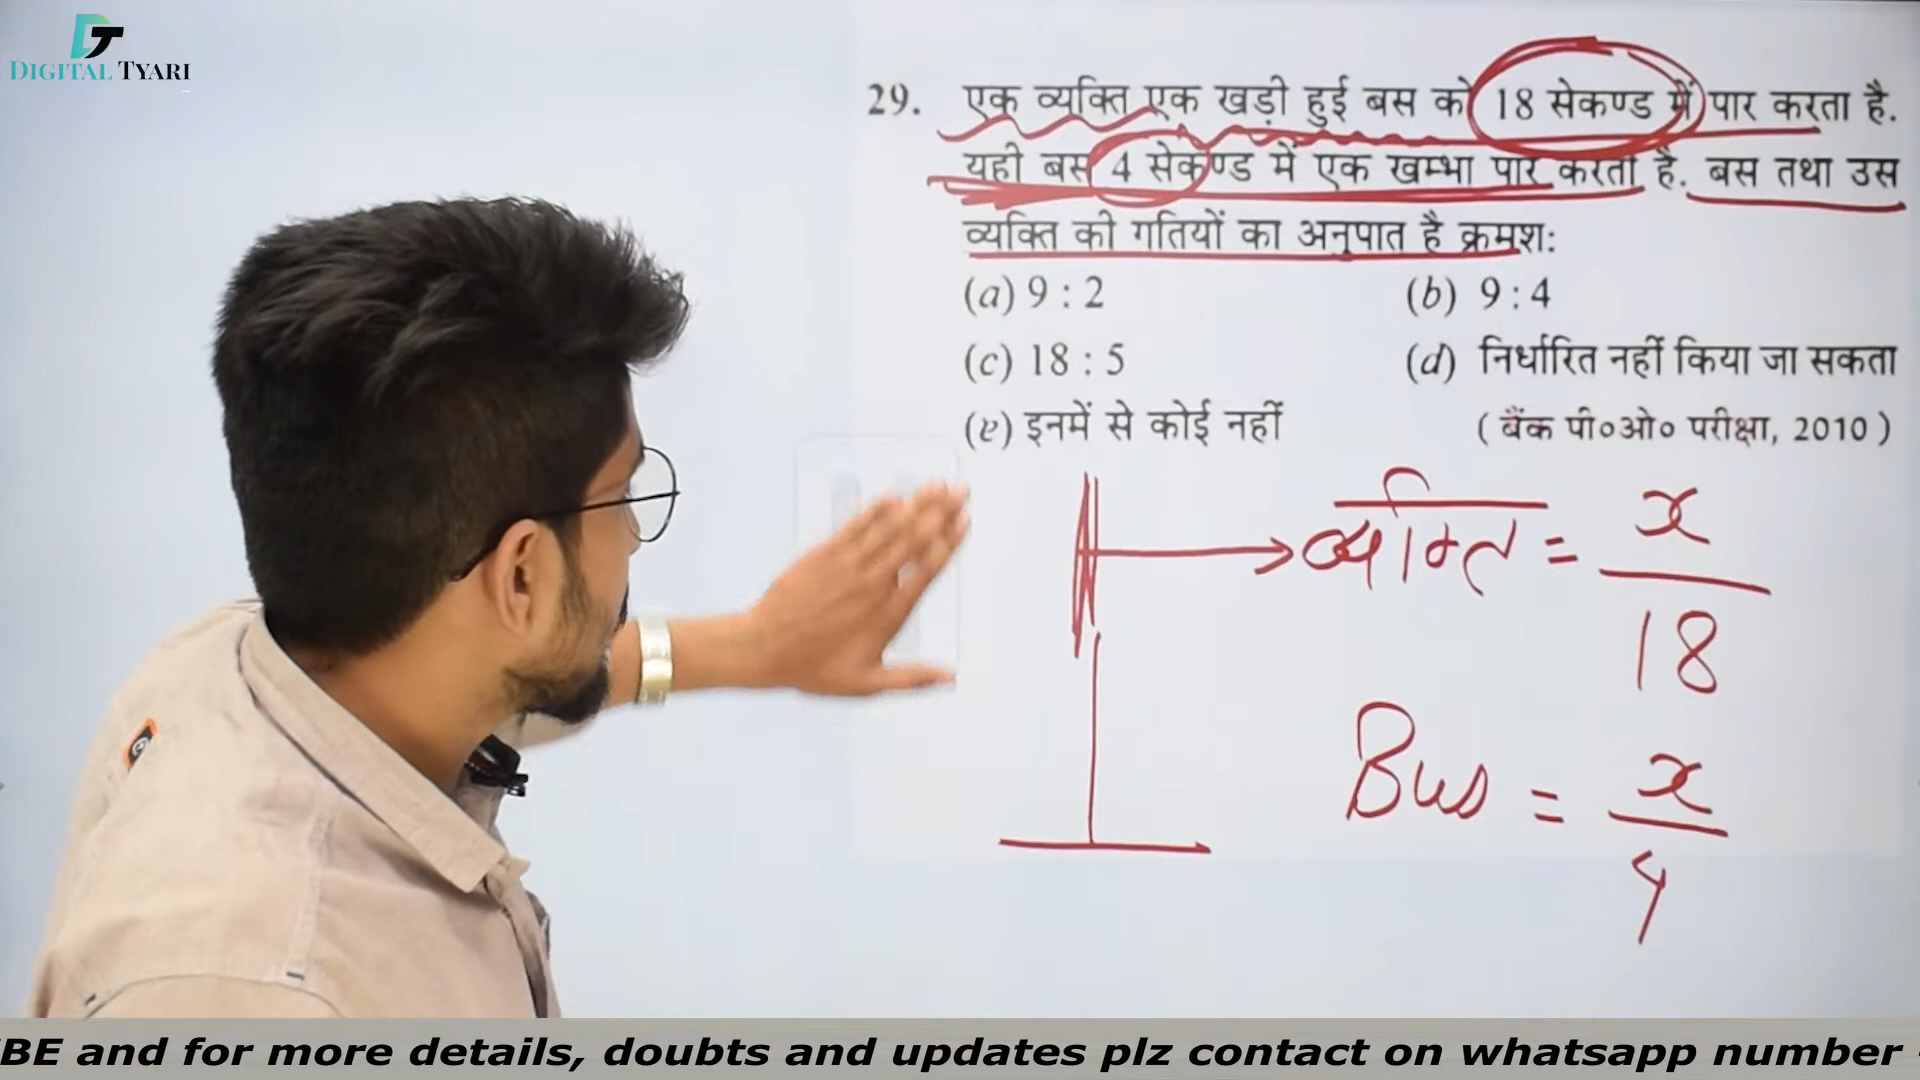 DT
DIGITAL TYARI
29. एक व्यक्ति एक खड़ी हुई बस को 18 सेकण्ड में पार करता है.
यही बस 4 सेकण्ड में एक खम्भा पार करती है. बस तथा उस
व्यक्ति की गतियों का अनुपात है क्रमश:
(a) 9 : 2
(b) 9 : 4
(c) 18 : 5
(d) निर्धारित नहीं किया जा सकता
(e) इनमें से कोई नहीं
( बैंक पी०ओ० परीक्षा, 2010 )
व्यक्ति = x
18
Bus = x
4
BE and for more details, doubts and updates plz contact on whatsapp number